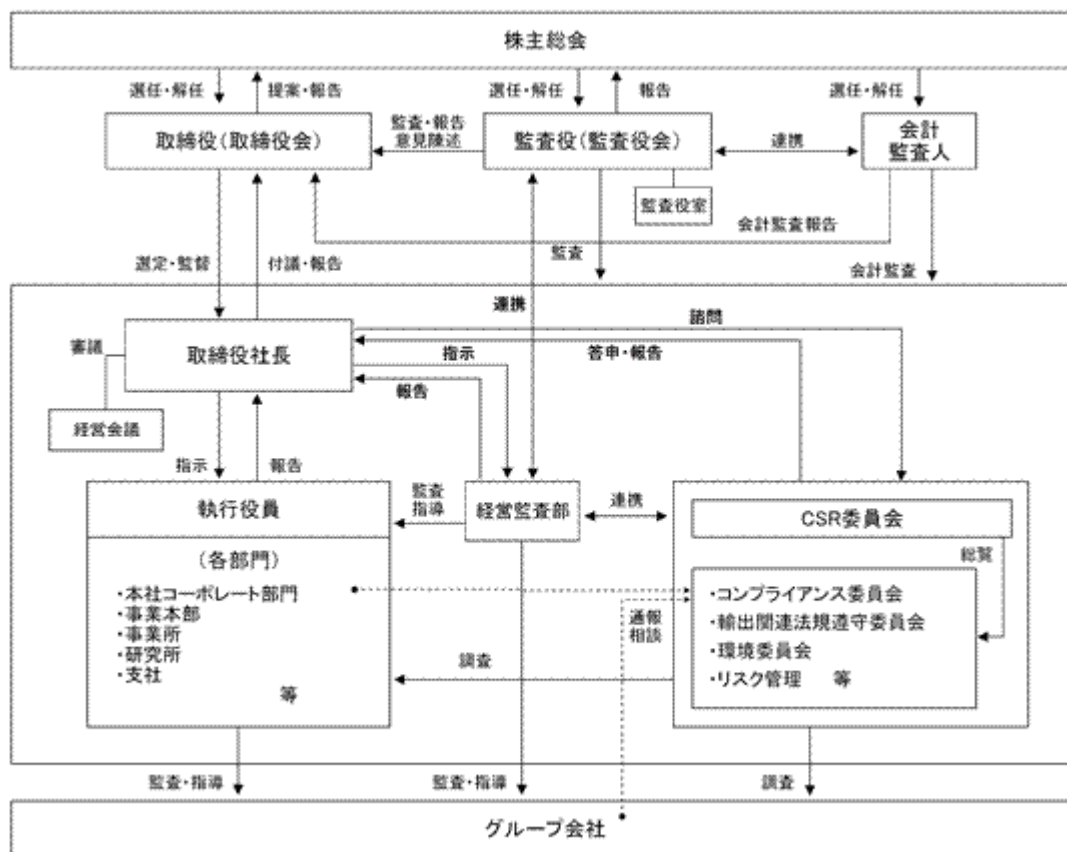 株主総会
選任・解任
提案・報告
選任・解任
報告
選任・解任
取締役(取締役会)
監査・報告
意見陳述
監査役(監査役会)
連携
会計
監査人
監査役室
会計監査報告
選定・監督
付議・報告
監査
会計監査
連携
諮問
審議
取締役社長
指示
答申・報告
報告
経営会議
指示
報告
執行役員
監査
指導
経営監査部
連携
CSR委員会
総覧
(各部門)
・本社コーポレート部門
・事業本部
・事業所
・研究所
・支社
等
通報
相談
・コンプライアンス委員会
・輸出関連法規遵守委員会
・環境委員会
・リスク管理 等
調査
監査・指導
監査・指導
調査
グループ会社